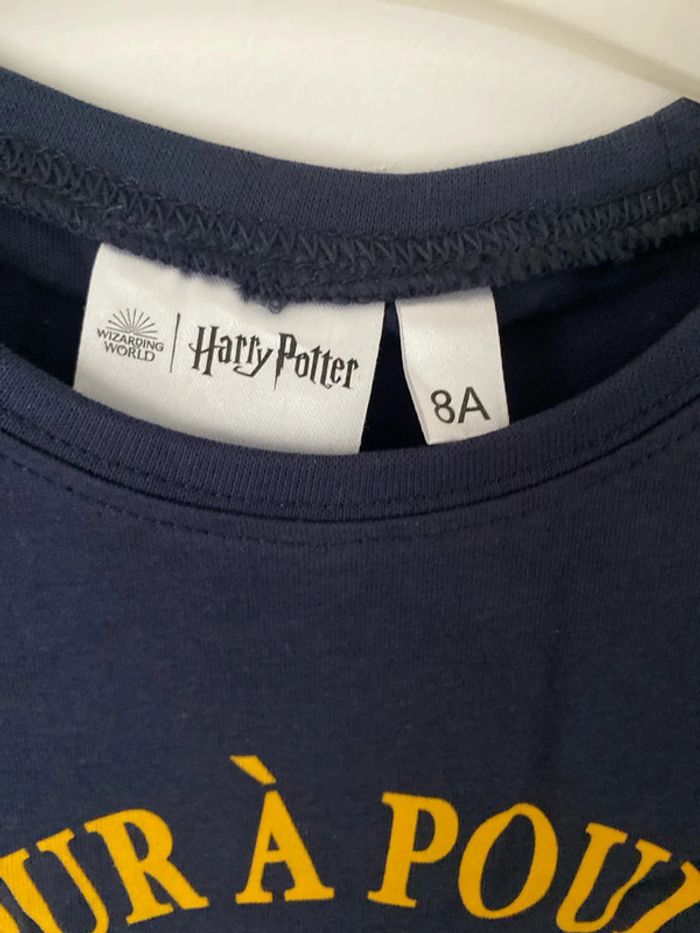 WIZARDING
WORLD
Harry Potter
8A
UR À POU